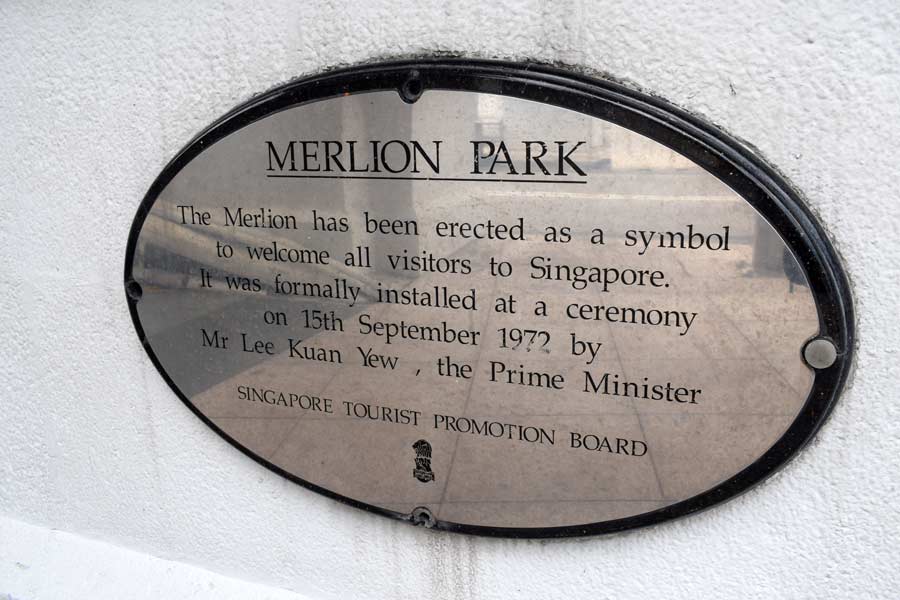 MERLION PARK
The Merlion has been erected as a symbol
to welcome all visitors to Singapore.
It was formally installed at a ceremony
on 15th September 1972 by
Mr Lee Kuan Yew , the Prime Minister
SINGAPORE TOURIST PROMOTION BOARD